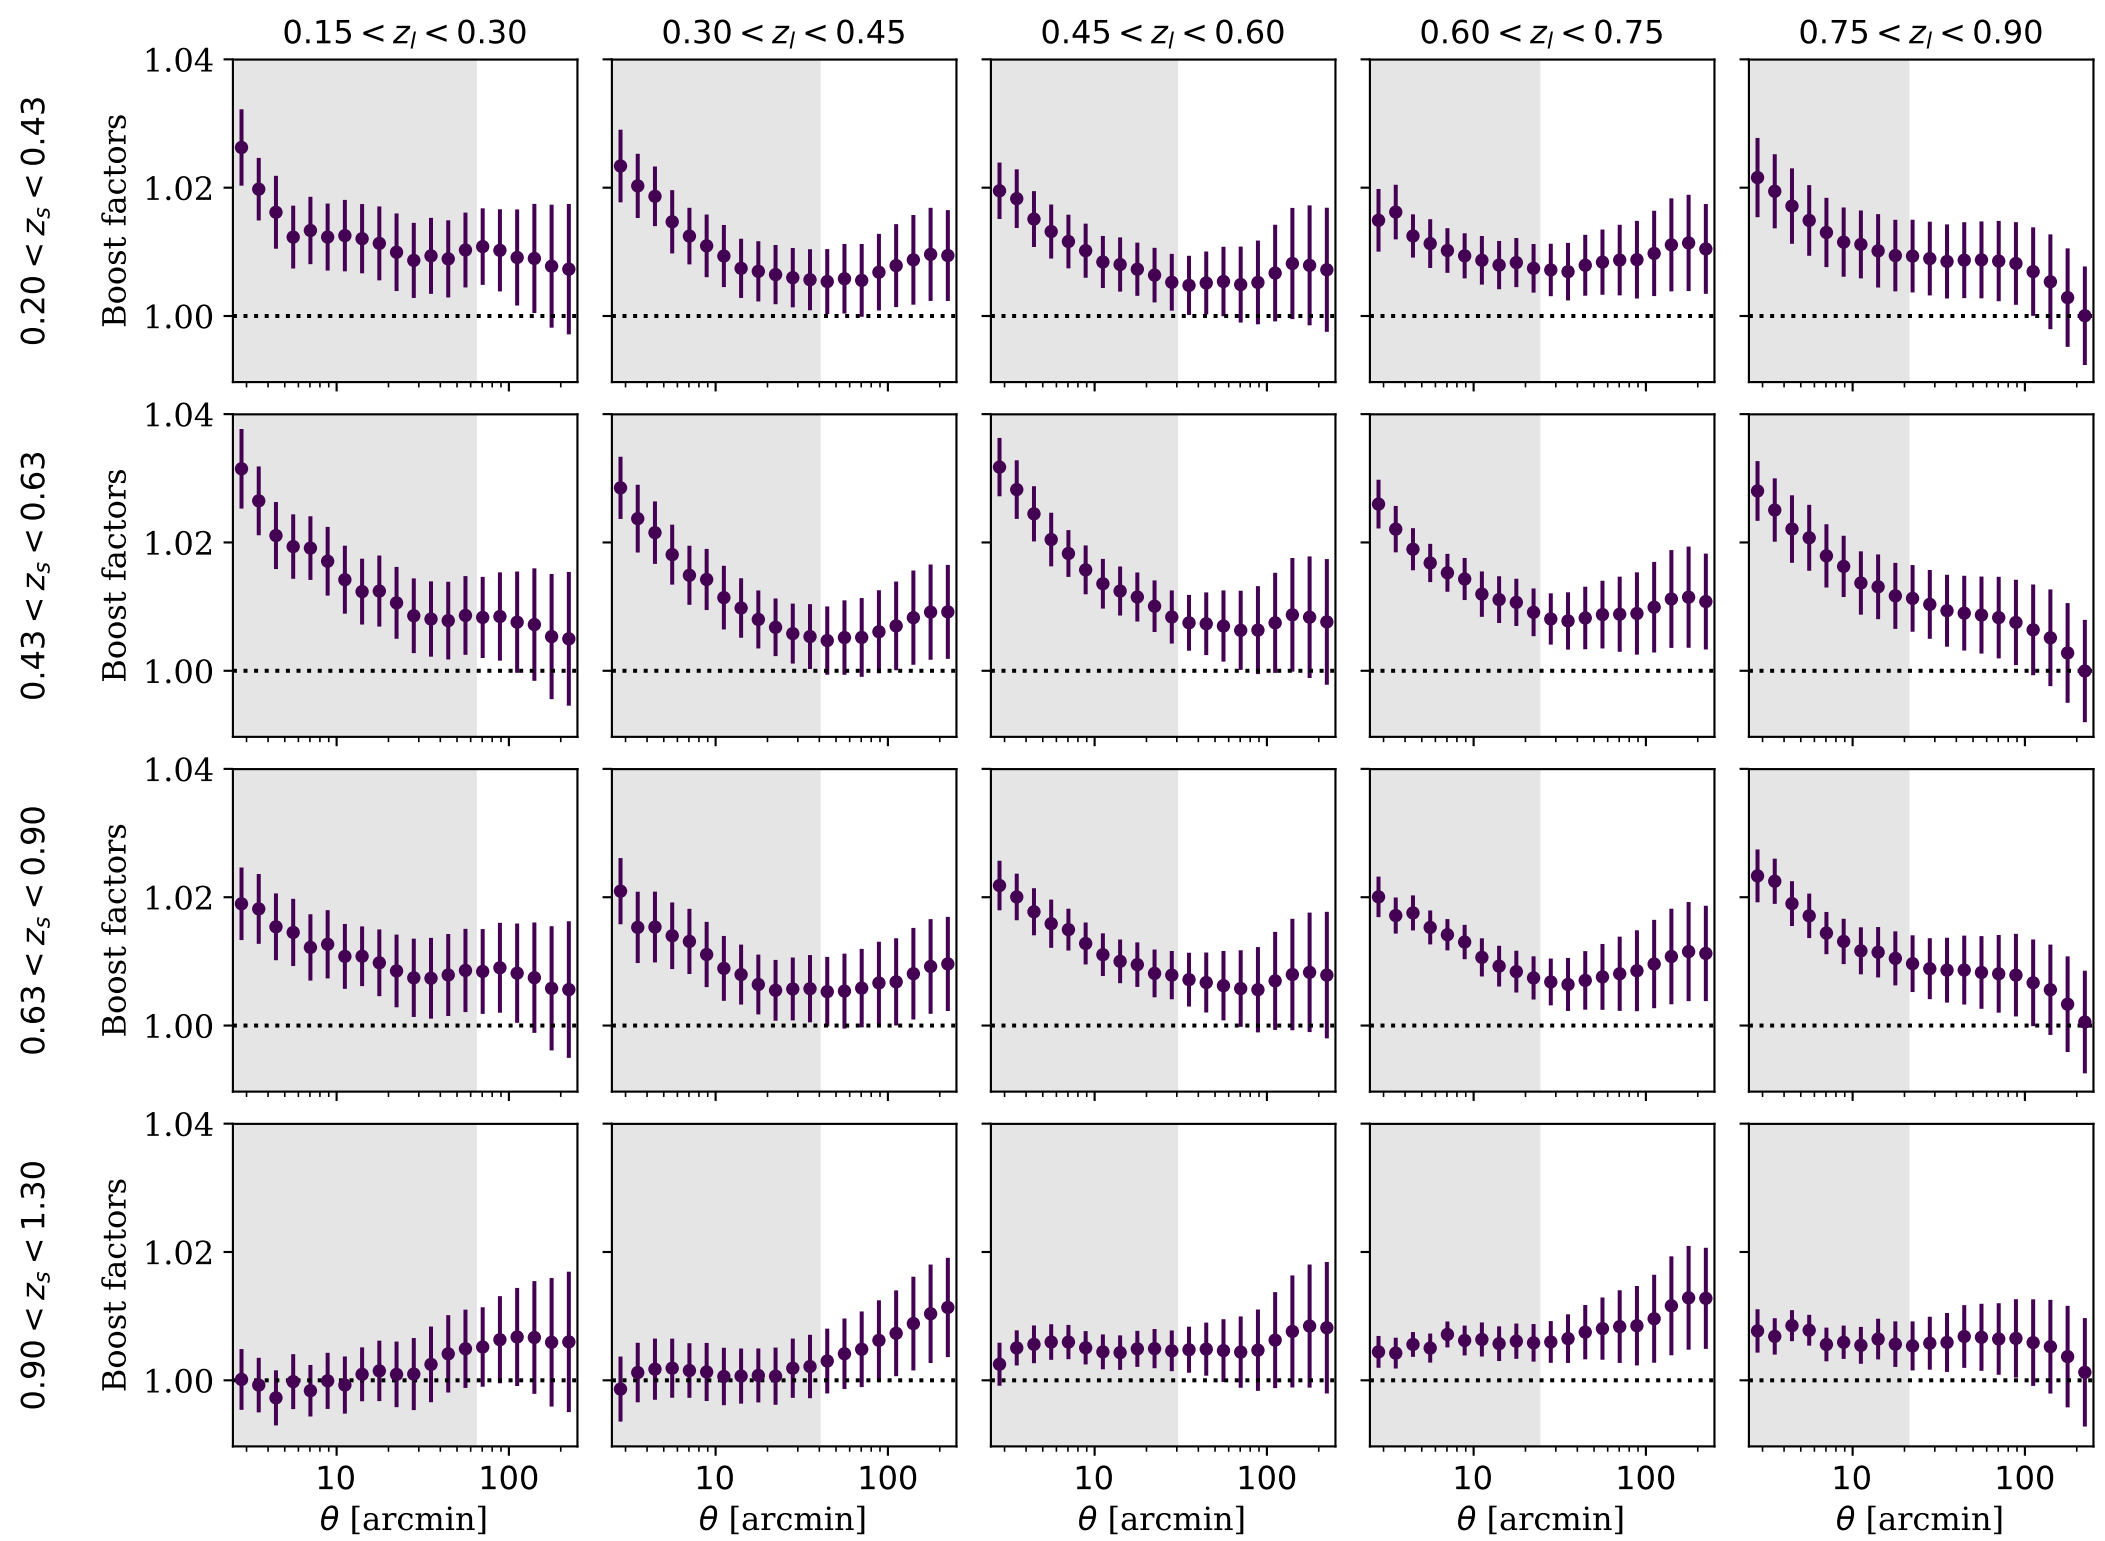 0.15 < z_l < 0.30 0.30 < z_l < 0.45 0.45 < z_l < 0.60 0.60 < z_l < 0.75 0.75 < z_l < 0.90
0.20 < z_s < 0.43
Boost factors
1.04
1.02
1.00
0.43 < z_s < 0.63
Boost factors
1.04
1.02
1.00
0.63 < z_s < 0.90
Boost factors
1.04
1.02
1.00
0.90 < z_s < 1.30
Boost factors
1.04
1.02
1.00
10 100 10 100 10 100 10 100 10 100
θ [arcmin] θ [arcmin] θ [arcmin] θ [arcmin] θ [arcmin]